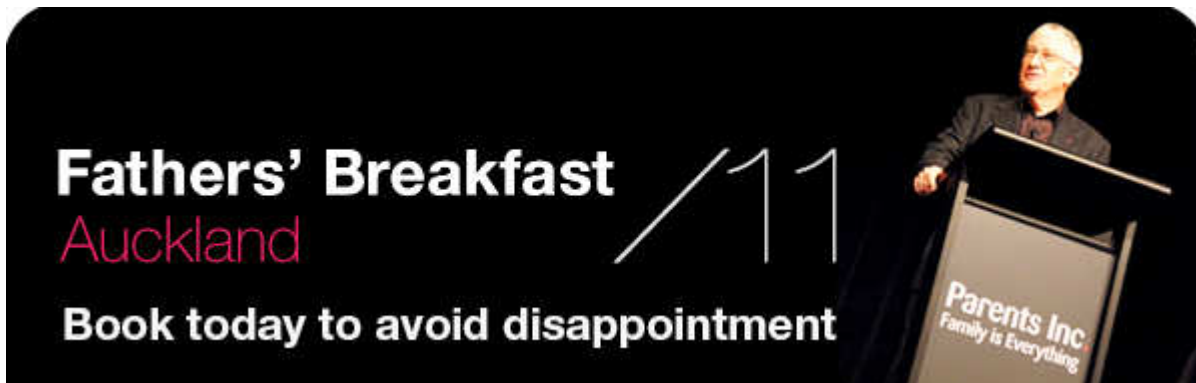 Fathers' Breakfast /11
Auckland
Book today to avoid disappointment
Parents Inc.
Family is Everything